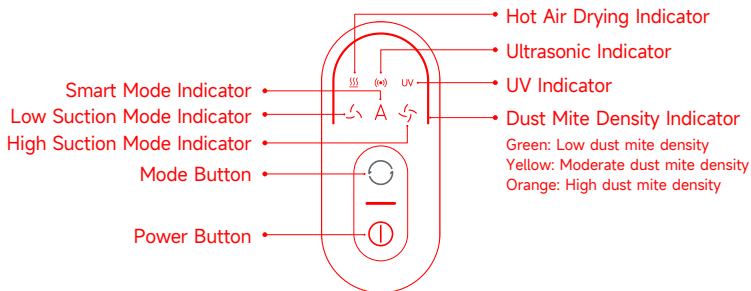 Hot Air Drying Indicator
Ultrasonic Indicator
UV
UV Indicator
Smart Mode Indicator
A
Low Suction Mode Indicator
Dust Mite Density Indicator
High Suction Mode Indicator
Green: Low dust mite density
Yellow: Moderate dust mite density
Orange: High dust mite density
Mode Button
Power Button